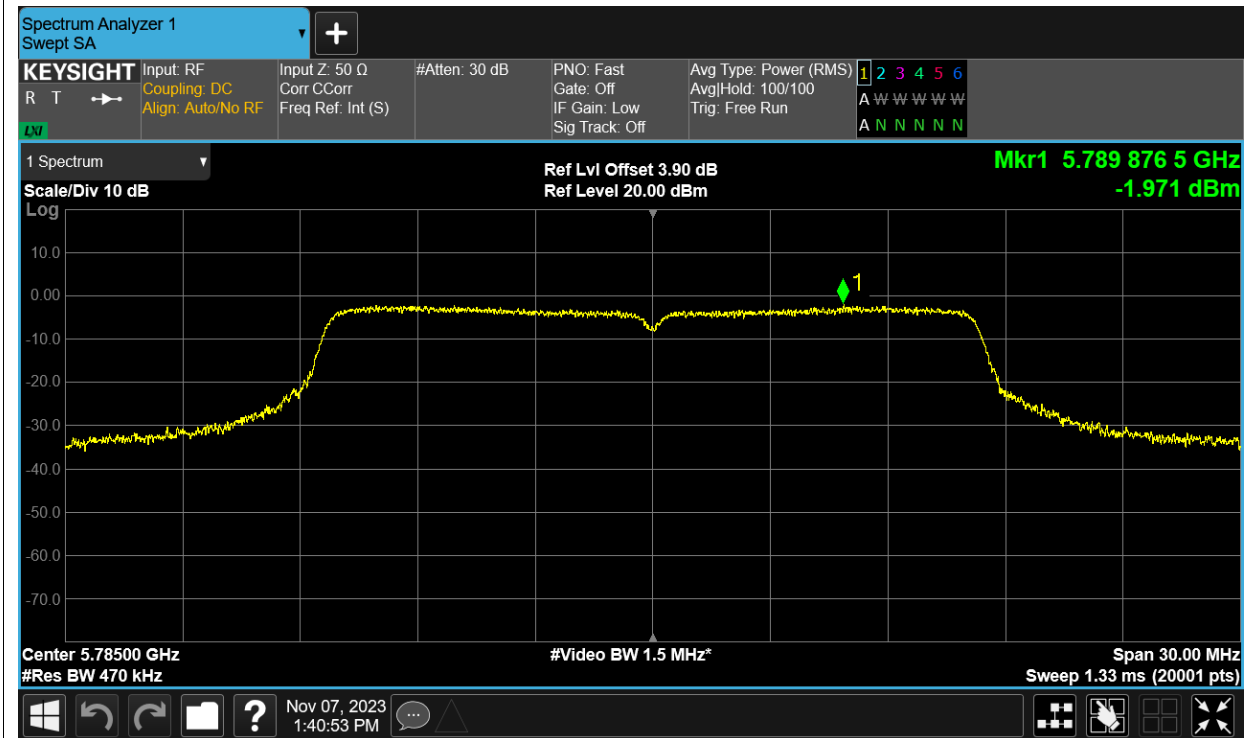 Spectrum Analyzer 1
Swept SA
KEYSIGHT
R T
LXI
Input: RF
Coupling: DC
Align: Auto/No RF
Input Z: 50 Ω
Corr CCorr
Freq Ref: Int (S)
#Atten: 30 dB
PNO: Fast
Gate: Off
IF Gain: Low
Sig Track: Off
Avg Type: Power (RMS)
Avg|Hold: 100/100
Trig: Free Run
1 2 3 4 5 6
A W W W W W
A N N N N N
1 Spectrum
Scale/Div 10 dB
Log
Ref Lvl Offset 3.90 dB
Ref Level 20.00 dBm
Mkr1 5.789 876 5 GHz
-1.971 dBm
10.0
0.00
-10.0
-20.0
-30.0
-40.0
-50.0
-60.0
-70.0
1
Center 5.78500 GHz
#Res BW 470 kHz
#Video BW 1.5 MHz*
Span 30.00 MHz
Sweep 1.33 ms (20001 pts)
?
Nov 07, 2023
1:40:53 PM